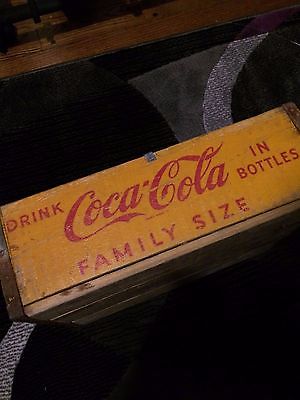 DRINK Coca-Cola IN BOTTLES
FAMILY SIZE